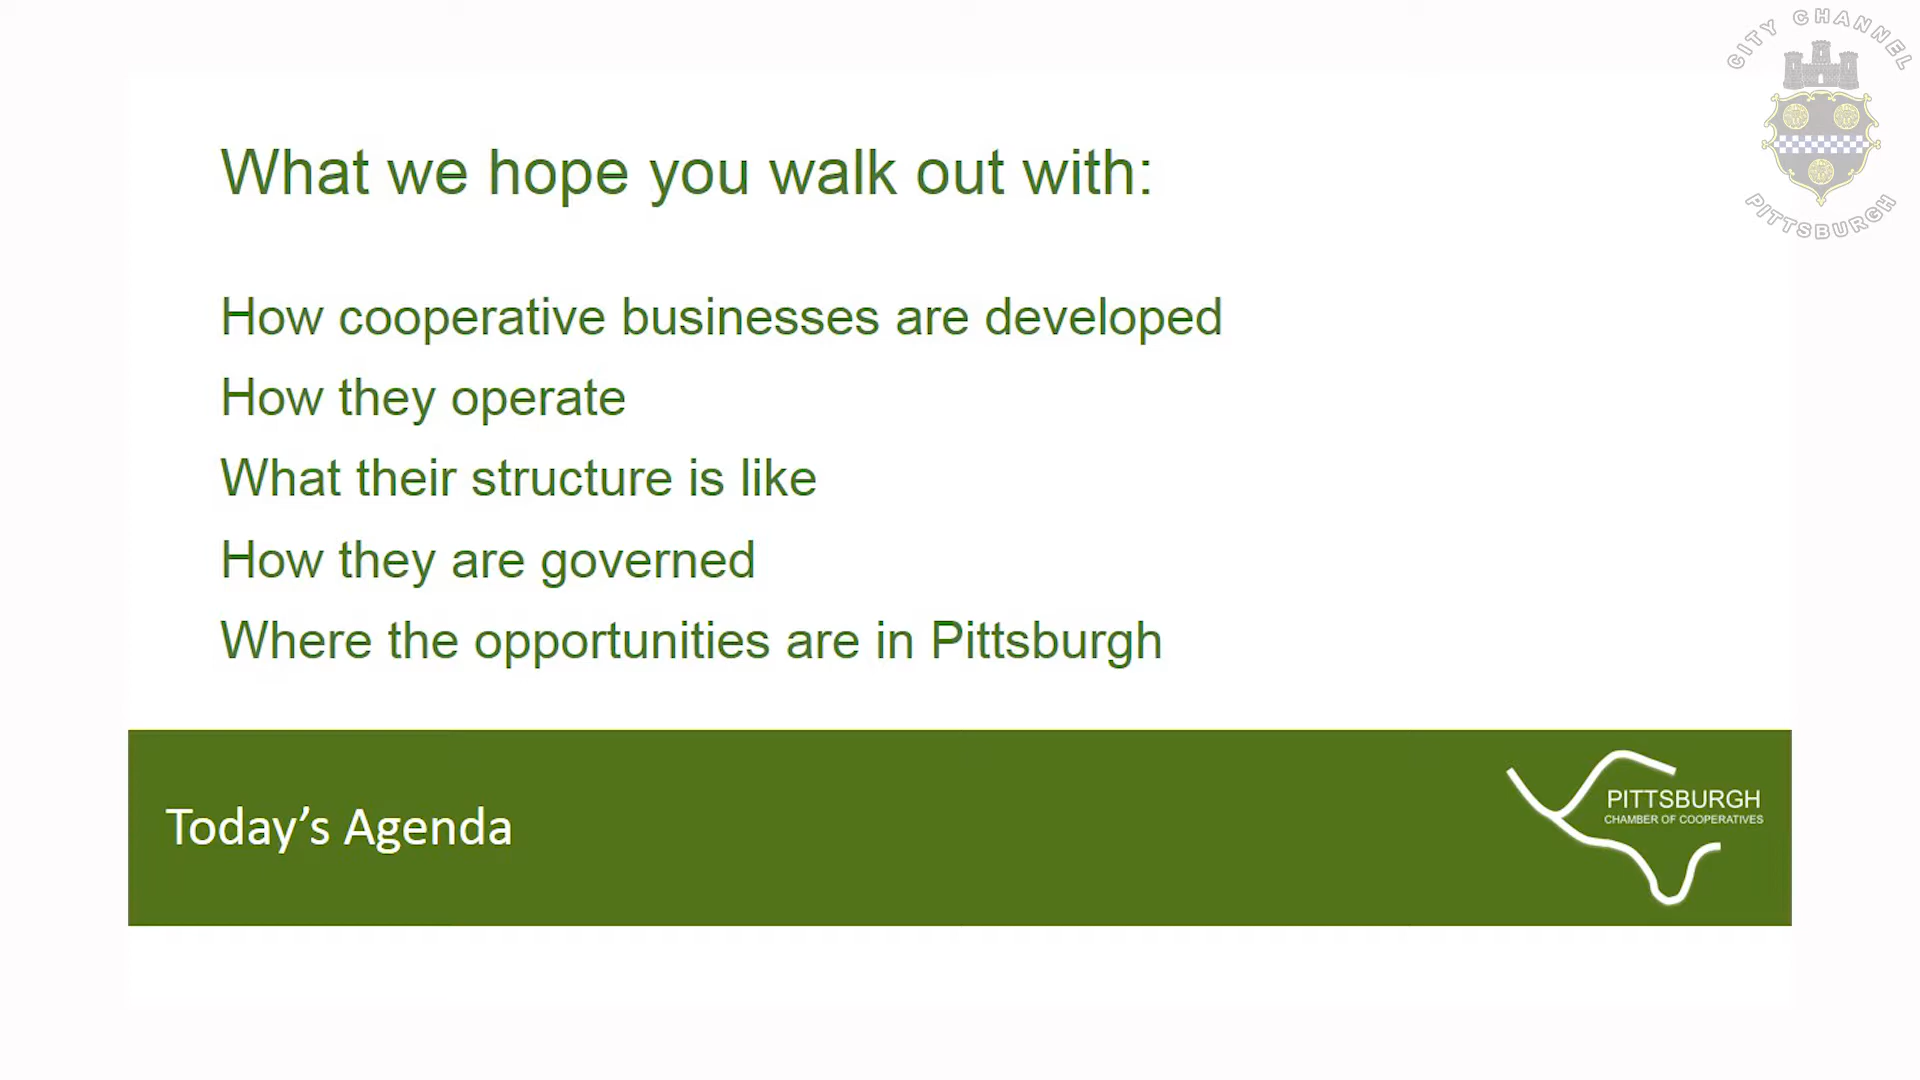 CITY CHANNEL
PITTSBURGH
What we hope you walk out with:
How cooperative businesses are developed
How they operate
What their structure is like
How they are governed
Where the opportunities are in Pittsburgh
Today’s Agenda
PITTSBURGH
CHAMBER OF COOPERATIVES